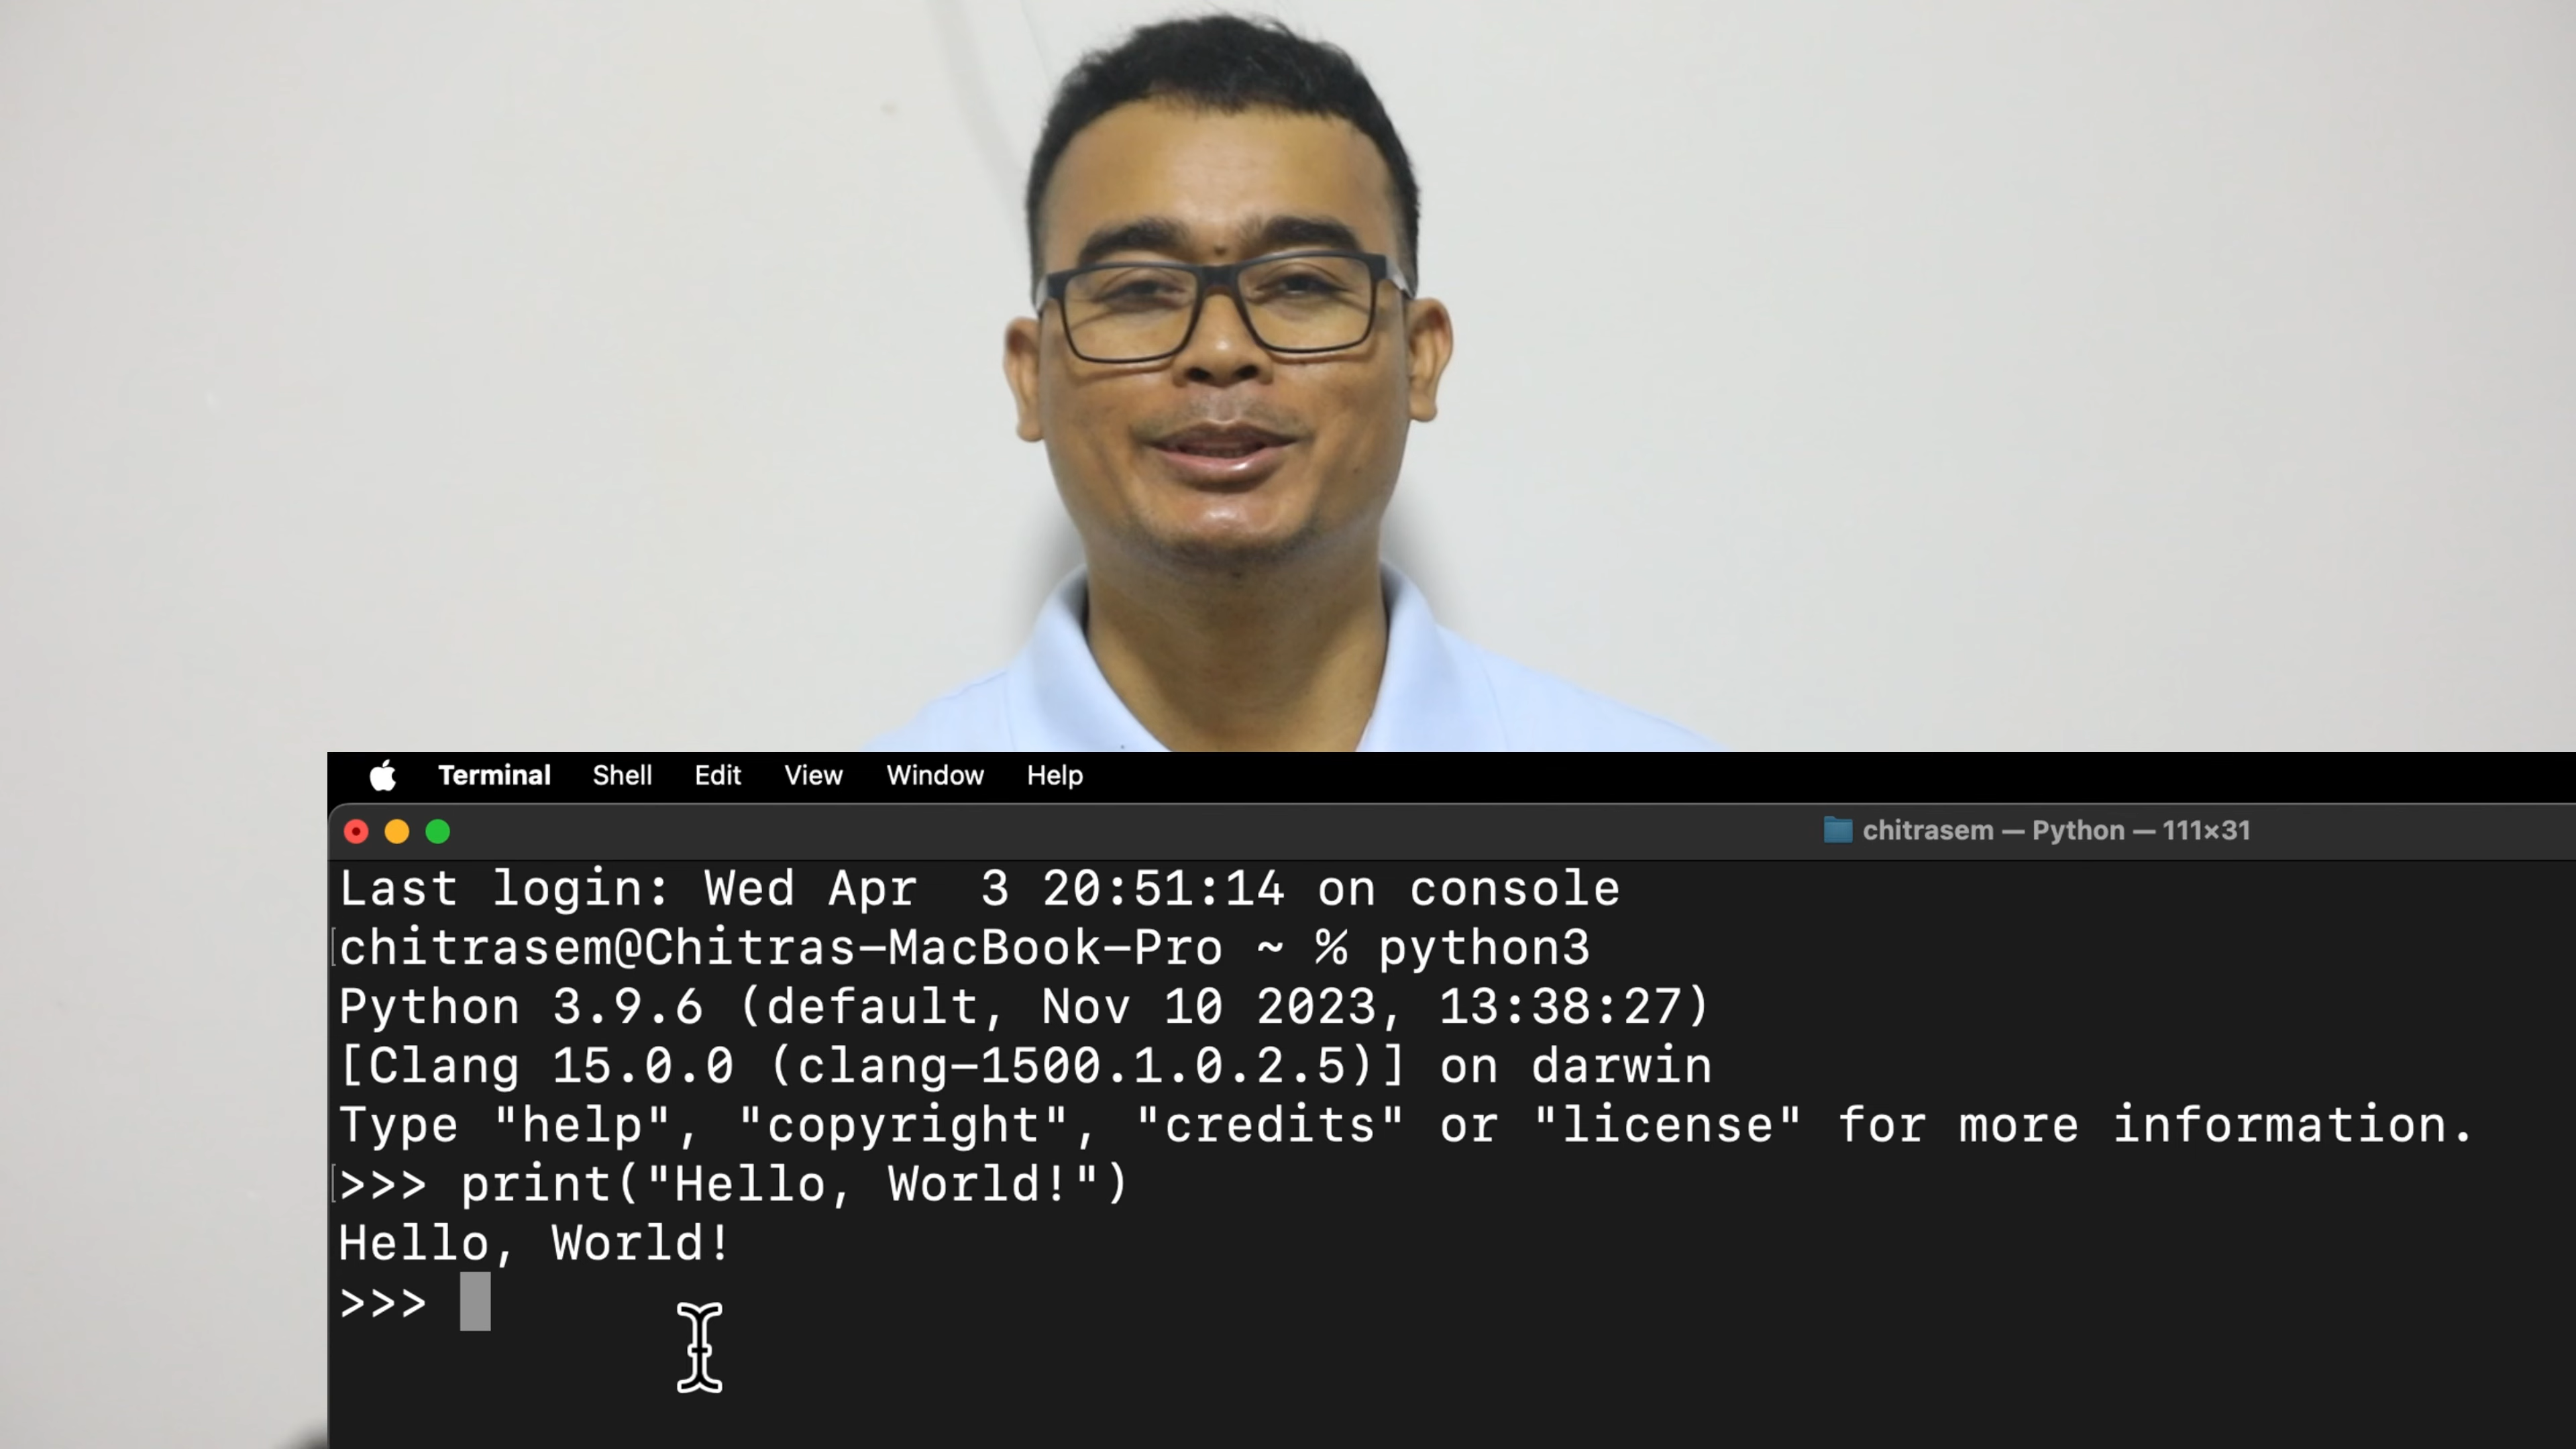 Terminal Shell Edit View Window Help
chitrasem — Python — 111×31
Last login: Wed Apr  3 20:51:14 on console
chitrasem@Chitras-MacBook-Pro ~ % python3
Python 3.9.6 (default, Nov 10 2023, 13:38:27)
[Clang 15.0.0 (clang-1500.1.0.2.5)] on darwin
Type "help", "copyright", "credits" or "license" for more information.
>>> print("Hello, World!")
Hello, World!
>>>